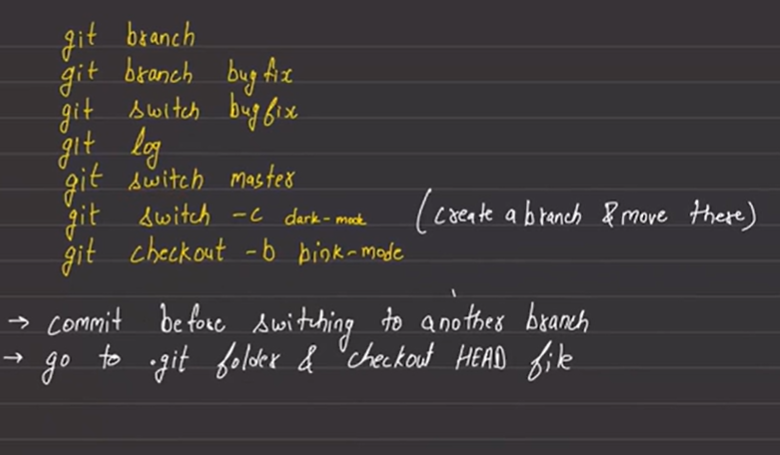 git branch
git branch bugfix
git switch bugfix
git log
git switch master
git switch -c dark-mode (create a branch & move there)
git checkout -b bink-mode
→ commit before switching to another branch
→ go to .git folder & checkout HEAD file